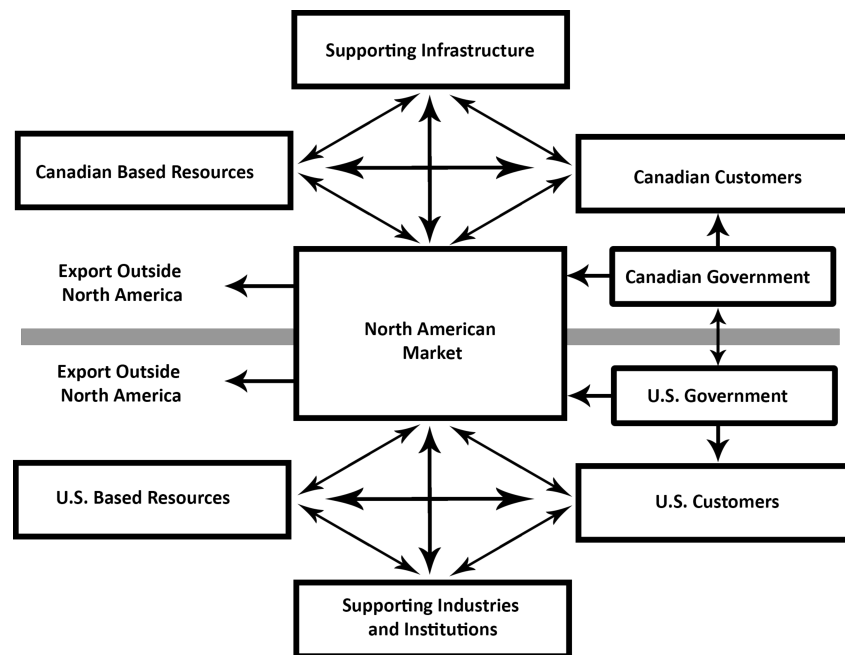 Supporting Infrastructure
Canadian Based Resources
Canadian Customers
Export Outside
North America
Canadian Government
North American
Market
Export Outside
North America
U.S. Government
U.S. Based Resources
U.S. Customers
Supporting Industries
and Institutions